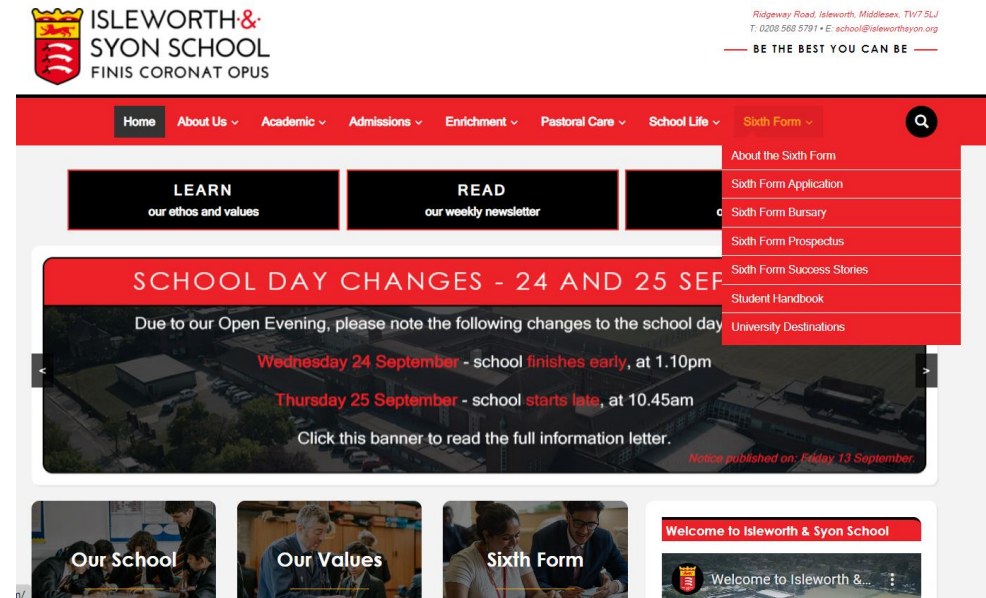 ISLEWORTH·&·
SYON SCHOOL
FINIS CORONAT OPUS
Ridgeway Road, Isleworth, Middlesex, TW7 5LJ
T: 0208 568 5791 • E: school@isleworthsyon.org
BE THE BEST YOU CAN BE
Home About Us Academic Admissions Enrichment Pastoral Care School Life Sixth Form
About the Sixth Form
Sixth Form Application
Sixth Form Bursary
Sixth Form Prospectus
Sixth Form Success Stories
Student Handbook
University Destinations
LEARN
our ethos and values
READ
our weekly newsletter
SCHOOL DAY CHANGES - 24 AND 25 SEP
Due to our Open Evening, please note the following changes to the school day
Wednesday 24 September - school finishes early, at 1.10pm
Thursday 25 September - school starts late, at 10.45am
Click this banner to read the full information letter.
Notice published on: Friday 13 September.
< >
Our School
Our Values
Sixth Form
Welcome to Isleworth & Syon School
Welcome to Isleworth &...